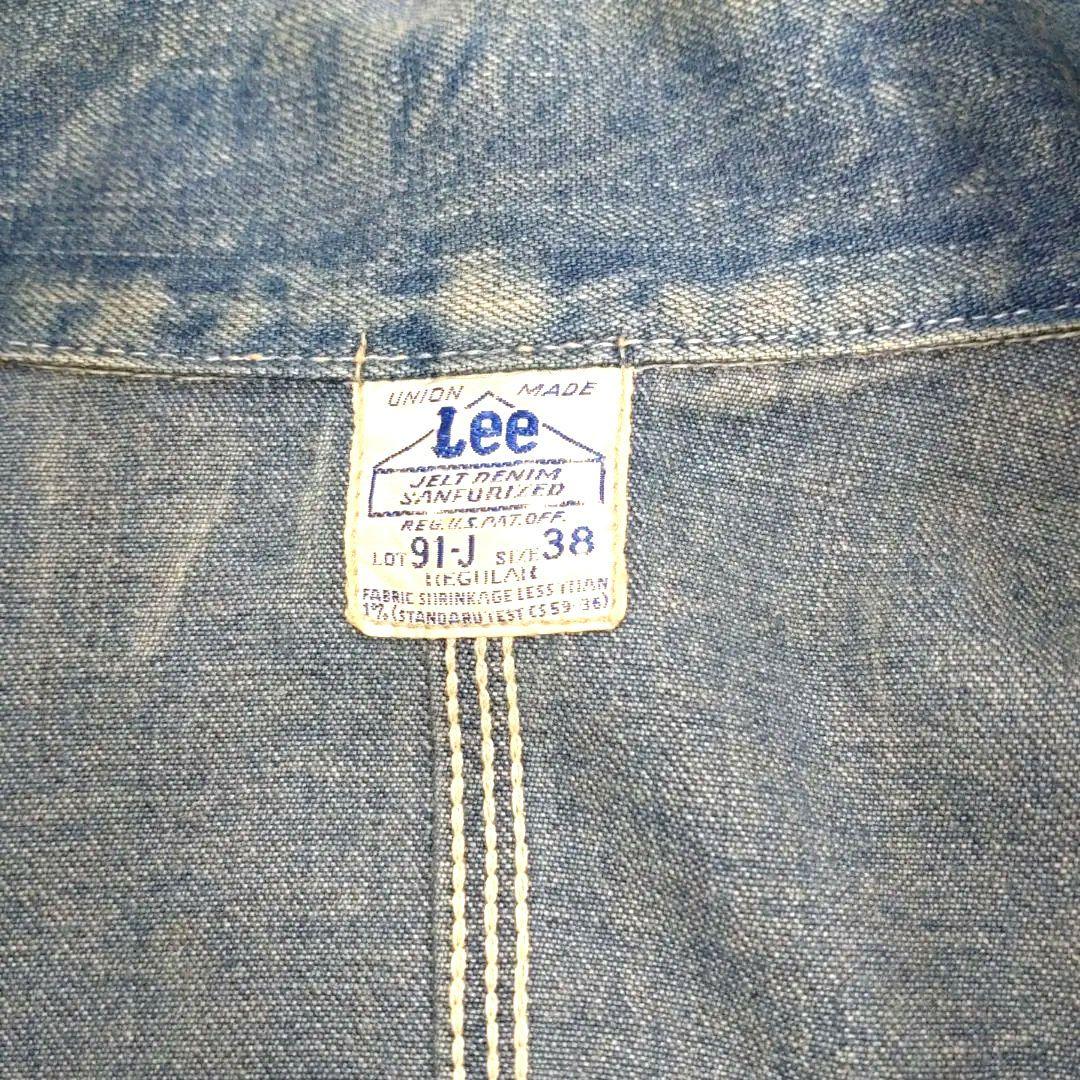 UNION MADE
Lee
JELT DENIM
SANFORIZED
REG.U.S.PAT.OFF.
LOT 91-J SIZE 38
REGULAR
FABRIC SHRINKAGE LESS THAN
1% (STANDARD TEST CS 59-36)